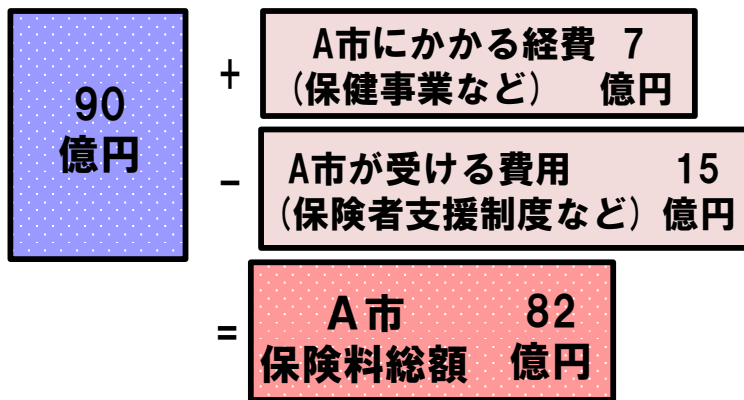 90
億円
+
A市にかかる経費 7
(保健事業など) 億円
-
A市が受ける費用 15
(保険者支援制度など) 億円
=
A市 82
保険料総額 億円